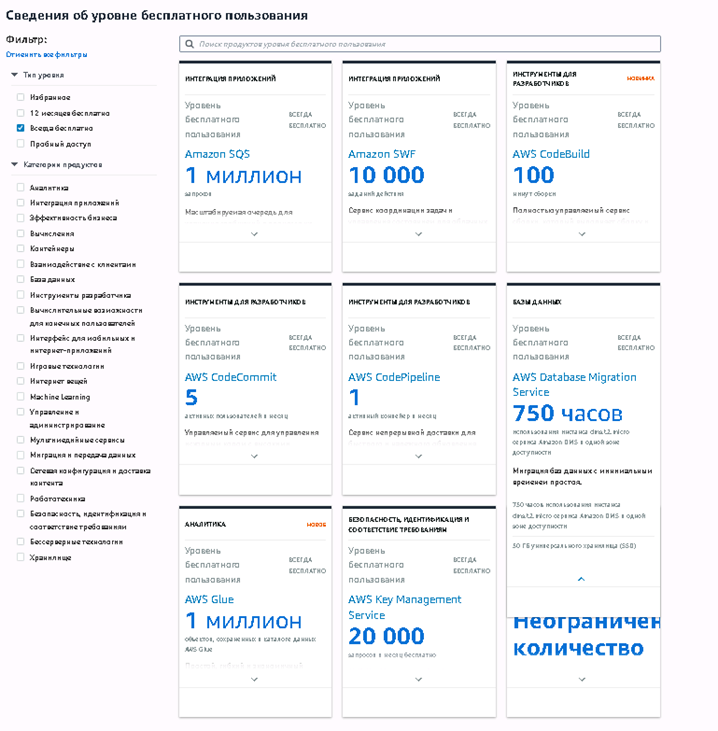 Сведения об уровне бесплатного пользования
Фильтр:
Отменить все фильтры
Тип уровня
Избранное
12 месяцев бесплатно
Всегда бесплатно
Пробный доступ
Категории продуктов
Аналитика
Интеграция приложений
Эффективность бизнеса
Вычисления
Контейнеры
Взаимодействие с клиентами
База данных
Инструменты разработчика
Вычислительные возможности
для конечных пользователей
Интерфейс для мобильных и
интернет-приложений
Игровые технологии
Интернет вещей
Machine Learning
Управление и
администрирование
Мультимедийные сервисы
Миграция и передача данных
Сетевая конфигурация и доставка
контента
Робототехника
Безопасность, идентификация и
соответствие требованиям
Бессерверные технологии
Хранилище
Поиск продуктов уровня бесплатного пользования
ИНТЕГРАЦИЯ ПРИЛОЖЕНИЙ
Уровень
бесплатного
пользования
ВСЕГДА
БЕСПЛАТНО
Amazon SQS
1 миллион
запросов
Масштабируемая очередь для
ИНТЕГРАЦИЯ ПРИЛОЖЕНИЙ
Уровень
бесплатного
пользования
ВСЕГДА
БЕСПЛАТНО
Amazon SWF
10 000
заданий действия
Сервис координации задач и
ИНСТРУМЕНТЫ ДЛЯ
РАЗРАБОТЧИКОВ
НОВИНКА
Уровень
бесплатного
пользования
ВСЕГДА
БЕСПЛАТНО
AWS CodeBuild
100
минут сборки
Полностью управляемый сервис
ИНСТРУМЕНТЫ ДЛЯ РАЗРАБОТЧИКОВ
Уровень
бесплатного
пользования
ВСЕГДА
БЕСПЛАТНО
AWS CodeCommit
5
активных пользователей в месяц
Управляемый сервис для управления
ИНСТРУМЕНТЫ ДЛЯ РАЗРАБОТЧИКОВ
Уровень
бесплатного
пользования
ВСЕГДА
БЕСПЛАТНО
AWS CodePipeline
1
активный конвейер в месяц
Сервис непрерывной доставки для
БАЗЫ ДАННЫХ
Уровень
бесплатного
пользования
ВСЕГДА
БЕСПЛАТНО
AWS Database Migration
Service
750 часов
использования инстанса dms.t2.micro
сервиса Amazon DMS в одной зоне
доступности
Миграция баз данных с минимальным
временем простоя.
750 часов использования инстанса
dms.t2.micro сервиса Amazon DMS в одной
зоне доступности
50 ГБ универсального хранилища (SSD)
АНАЛИТИКА
НОВОЕ
Уровень
бесплатного
пользования
ВСЕГДА
БЕСПЛАТНО
AWS Glue
1 миллион
объектов, сохраненных в каталоге данных
AWS Glue
БЕЗОПАСНОСТЬ, ИДЕНТИФИКАЦИЯ И
СООТВЕТСТВИЕ ТРЕБОВАНИЯМ
Уровень
бесплатного
пользования
ВСЕГДА
БЕСПЛАТНО
AWS Key Management
Service
20 000
запросов в месяц бесплатно
Неограничен
количество